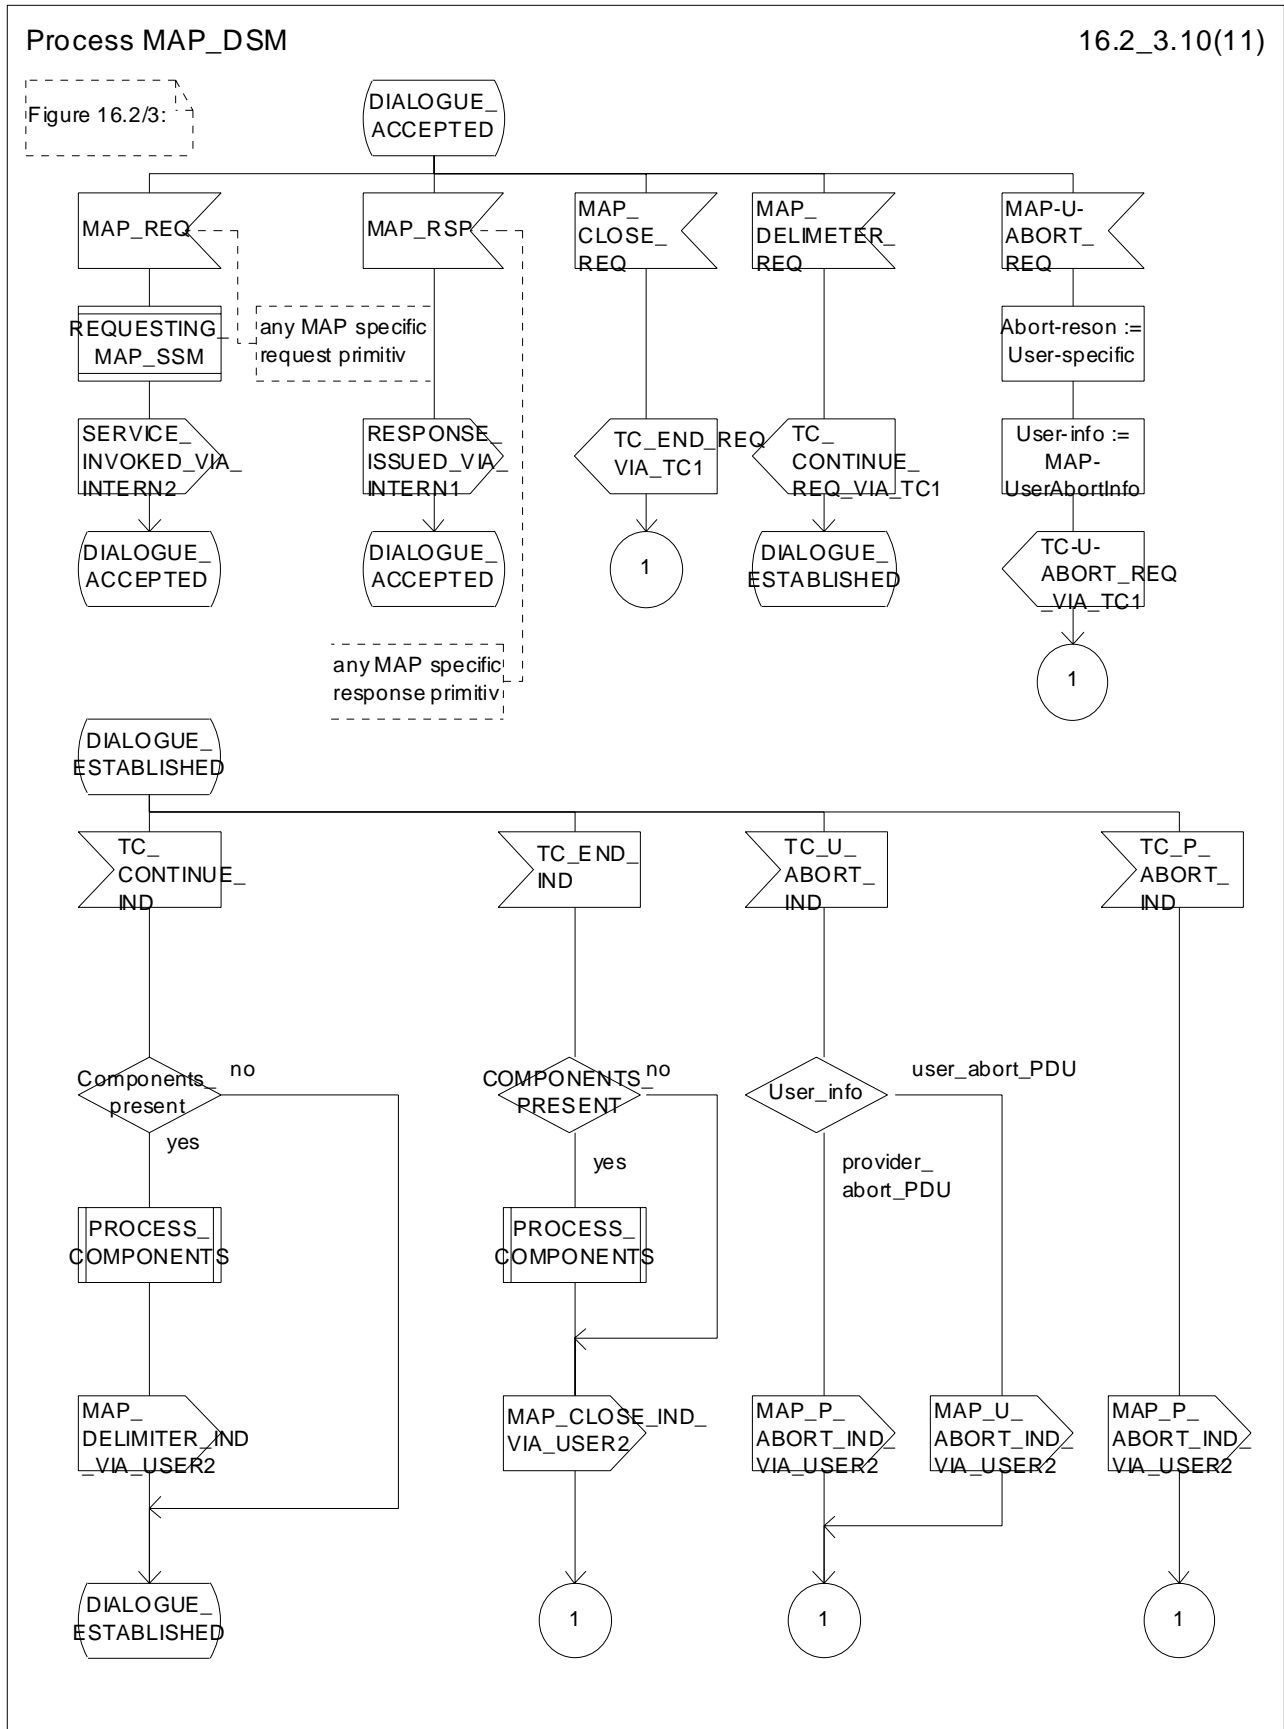 Process MAP_DSM
16.2_3.10(11)
Figure 16.2/3:
DIALOGUE_
ACCEPTED
MAP_REQ
MAP_RSP
MAP_
CLOSE_
REQ
MAP_
DELIMETER_
REQ
MAP-U-
ABORT_
REQ
REQUESTING_
MAP_SSM
any MAP specific
request primitiv
Abort-reson :=
User-specific
SERVICE_
INVOKED_VIA_
INTERN2
RESPONSE_
ISSUED_VIA_
INTERN1
TC_END_REQ
VIA_TC1
TC_
CONTINUE_
REQ_VIA_TC1
User-info :=
MAP-
UserAbortInfo
DIALOGUE_
ACCEPTED
DIALOGUE_
ACCEPTED
1
DIALOGUE_
ESTABLISHED
TC-U-
ABORT_REQ
_VIA_TC1
any MAP specific
response primitiv
1
DIALOGUE_
ESTABLISHED
TC_
CONTINUE_
IND
TC_END_
IND
TC_U_
ABORT_
IND
TC_P_
ABORT_
IND
Components_
present
no
yes
COMPONENTS_
PRESENT
no
yes
User_info
user_abort_PDU
provider_
abort_PDU
PROCESS_
COMPONENTS
PROCESS_
COMPONENTS
MAP_
DELIMITER_IND
_VIA_USER2
MAP_CLOSE_IND_
VIA_USER2
MAP_P_
ABORT_IND_
VIA_USER2
MAP_U_
ABORT_IND_
VIA_USER2
MAP_P_
ABORT_IND_
VIA_USER2
DIALOGUE_
ESTABLISHED
1
1
1